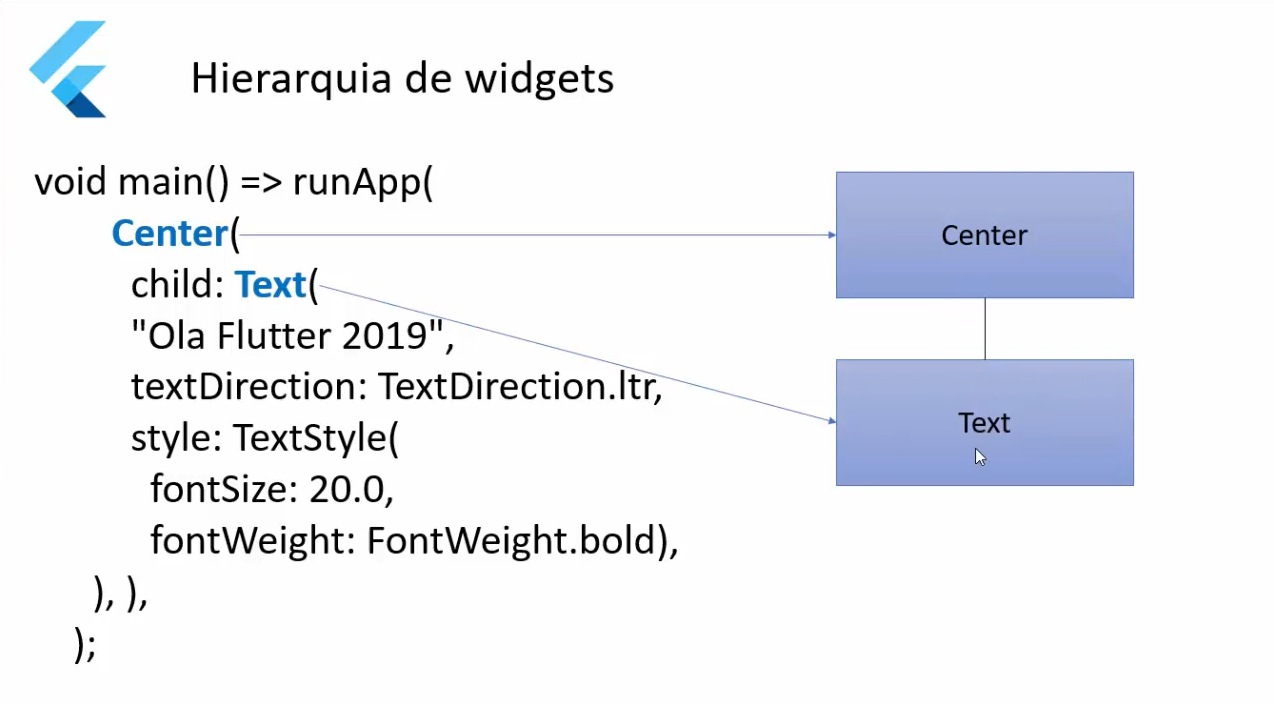 Hierarquia de widgets
void main() => runApp(
Center(
child: Text(
"Ola Flutter 2019",
textDirection: TextDirection.ltr,
style: TextStyle(
fontSize: 20.0,
fontWeight: FontWeight.bold),
), ),
);
Center
Text